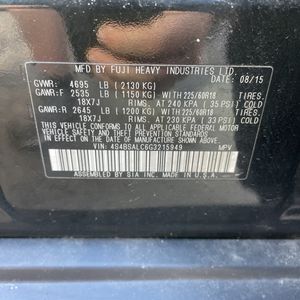 MFD BY FUJI HEAVY INDUSTRIES LTD.
DATE: 08/15
GVWR: 4695 LB (2130 KG)
GAWR:F 2535 LB (1150 KG) WITH 225/60R18 TIRES,
18X7J RIMS, AT 240 KPA (35 PSI) COLD
GAWR:R 2645 LB (1200 KG) WITH 225/60R18 TIRES,
18X7J RIMS, AT 230 KPA (33 PSI) COLD
THIS VEHICLE CONFORMS TO ALL APPLICABLE FEDERAL
MOTOR VEHICLE SAFETY AND BUMPER STANDARDS IN EFFECT
ON THE DATE OF MANUFACTURE SHOWN ABOVE.
VIN: 4S4BSALC6G3215949 MPV
ASSEMBLED BY SIA INC. MADE IN U.S.A.